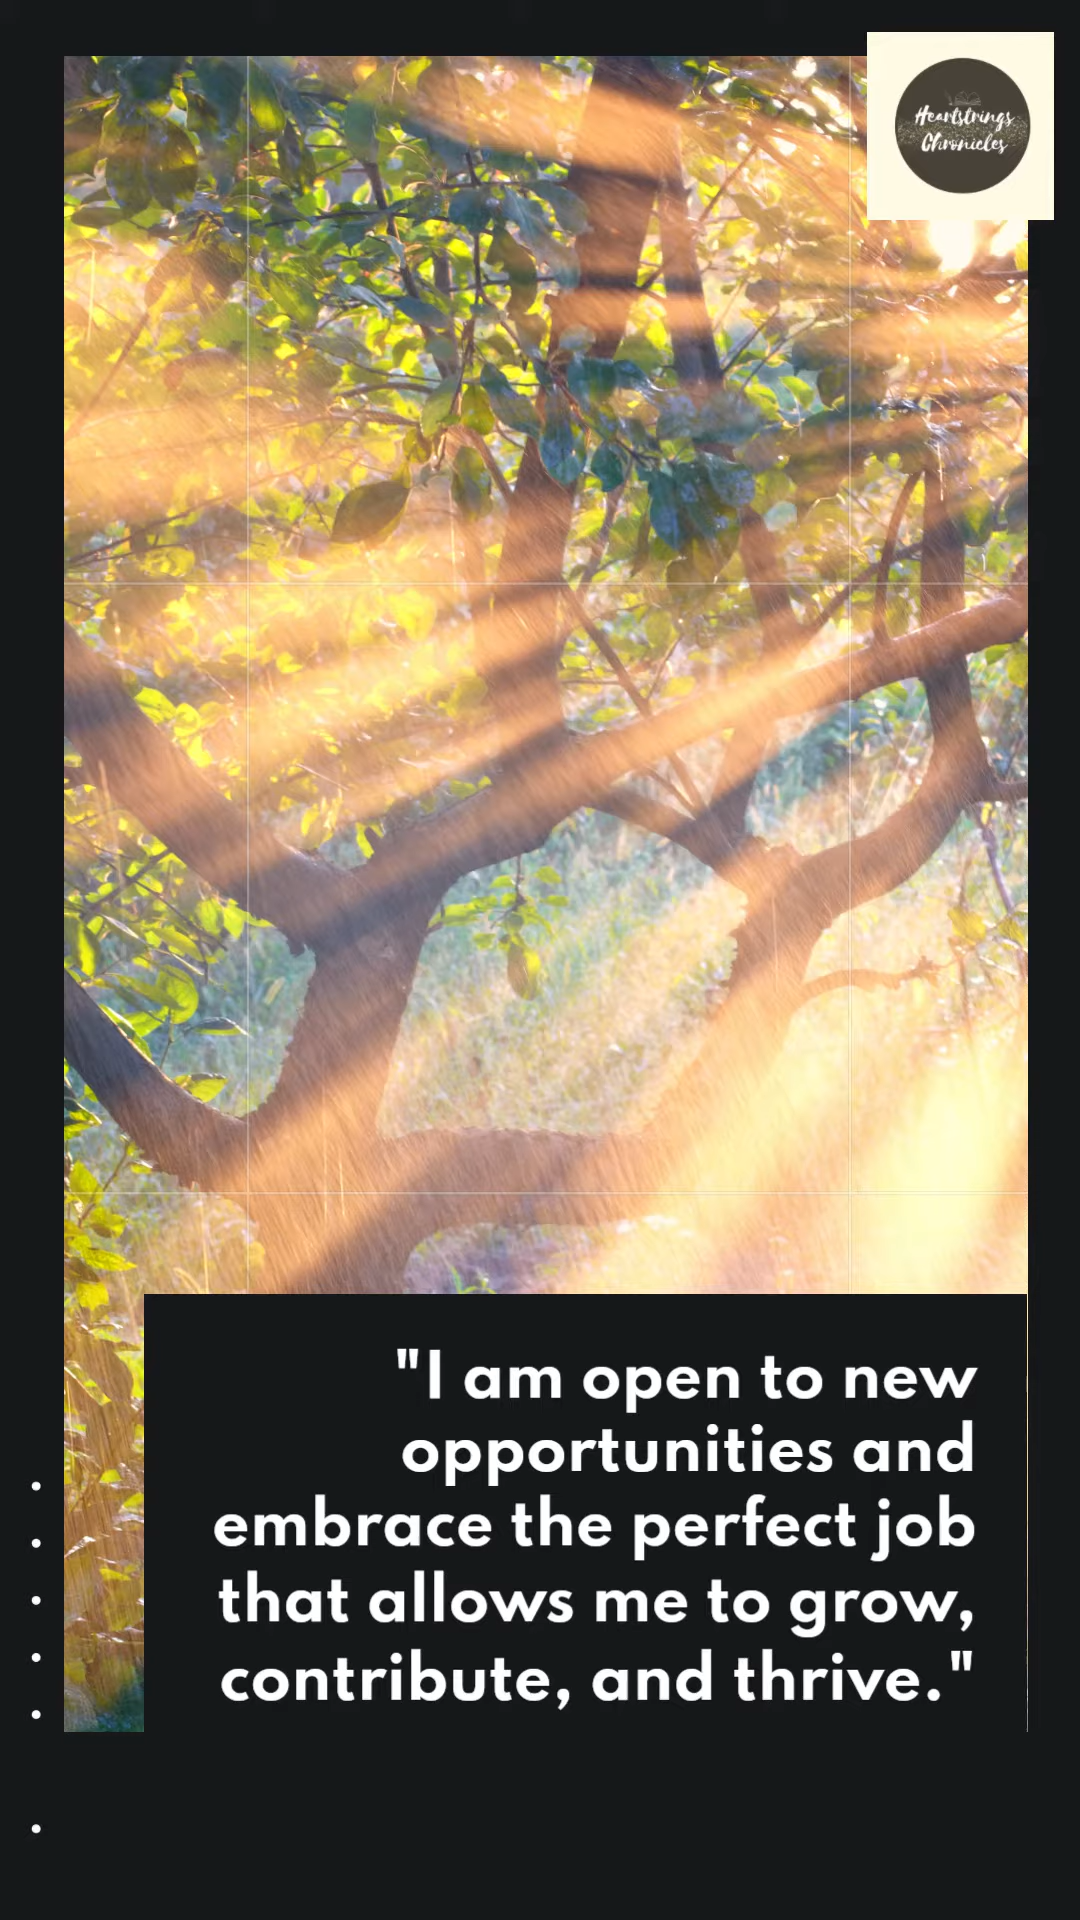 Heartstrings
Chronicles
"I am open to new
opportunities and
embrace the perfect job
that allows me to grow,
contribute, and thrive."